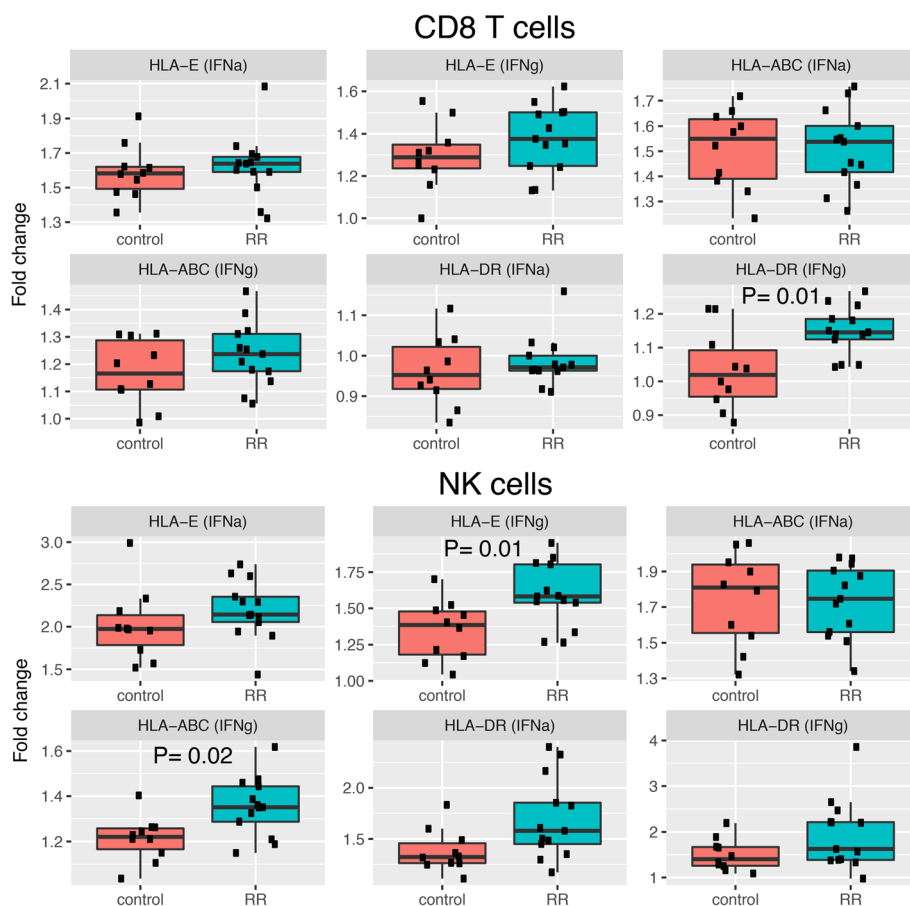 CD8 T cells
HLA−E (IFNa)
HLA−E (IFNg)
HLA−ABC (IFNa)
2.1
1.9
1.7
1.5
1.3
1.6
1.4
1.2
1.0
1.7
1.6
1.5
1.4
1.3
control
RR
control
RR
control
RR
Fold change
HLA−ABC (IFNg)
HLA−DR (IFNa)
HLA−DR (IFNg)
P= 0.01
1.4
1.3
1.2
1.1
1.0
1.1
1.0
0.9
1.2
1.1
1.0
0.9
control
RR
control
RR
control
RR
NK cells
HLA−E (IFNa)
HLA−E (IFNg)
HLA−ABC (IFNa)
P= 0.01
3.0
2.5
2.0
1.5
1.75
1.50
1.25
1.00
1.9
1.7
1.5
1.3
control
RR
control
RR
control
RR
Fold change
HLA−ABC (IFNg)
HLA−DR (IFNa)
HLA−DR (IFNg)
P= 0.02
1.6
1.4
1.2
2.0
1.5
4
3
2
1
control
RR
control
RR
control
RR